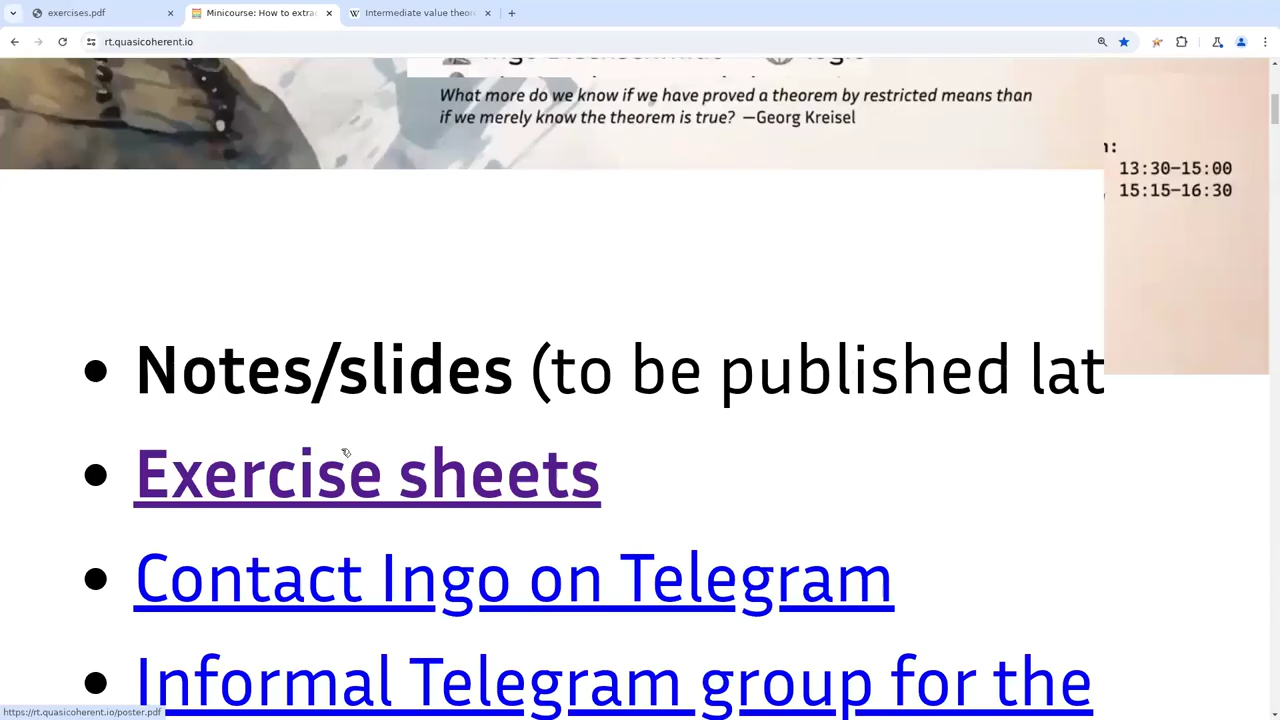 exercises.pdf
Minicourse: How to extra
Intermediate value theor
rt.quasicoherent.io
What more do we know if we have proved a theorem by restricted means than
if we merely know the theorem is true? —Georg Kreisel
13:30–15:00
15:15–16:30
• Notes/slides (to be published lat
• Exercise sheets
• Contact Ingo on Telegram
• Informal Telegram group for the
https://rt.quasicoherent.io/poster.pdf